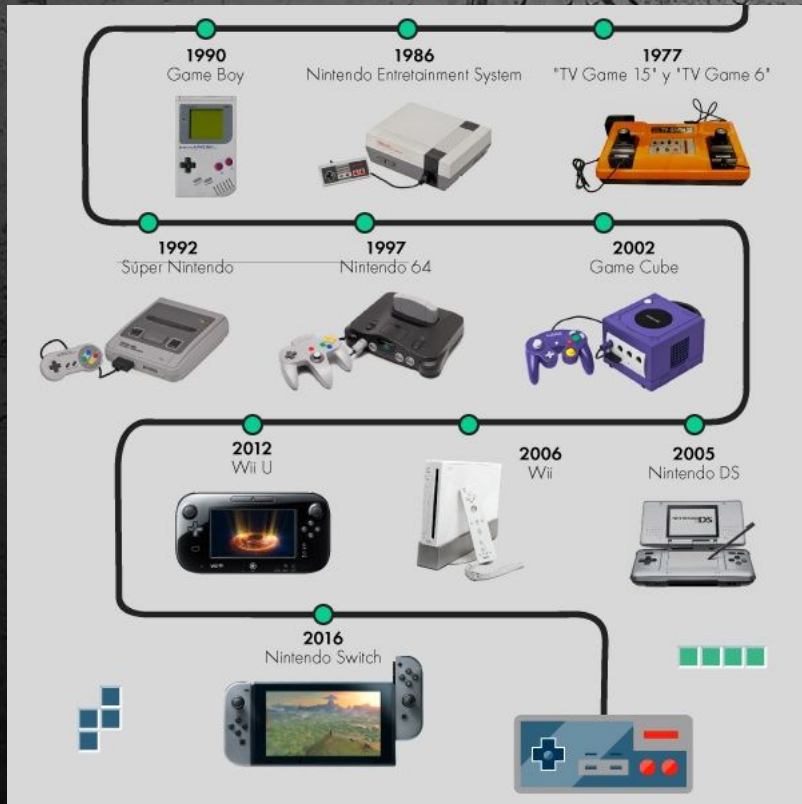 1990
Game Boy
1986
Nintendo Entretainment System
1977
"TV Game 15" y "TV Game 6"
1992
Súper Nintendo
1997
Nintendo 64
2002
Game Cube
2012
Wii U
2006
Wii
2005
Nintendo DS
2016
Nintendo Switch